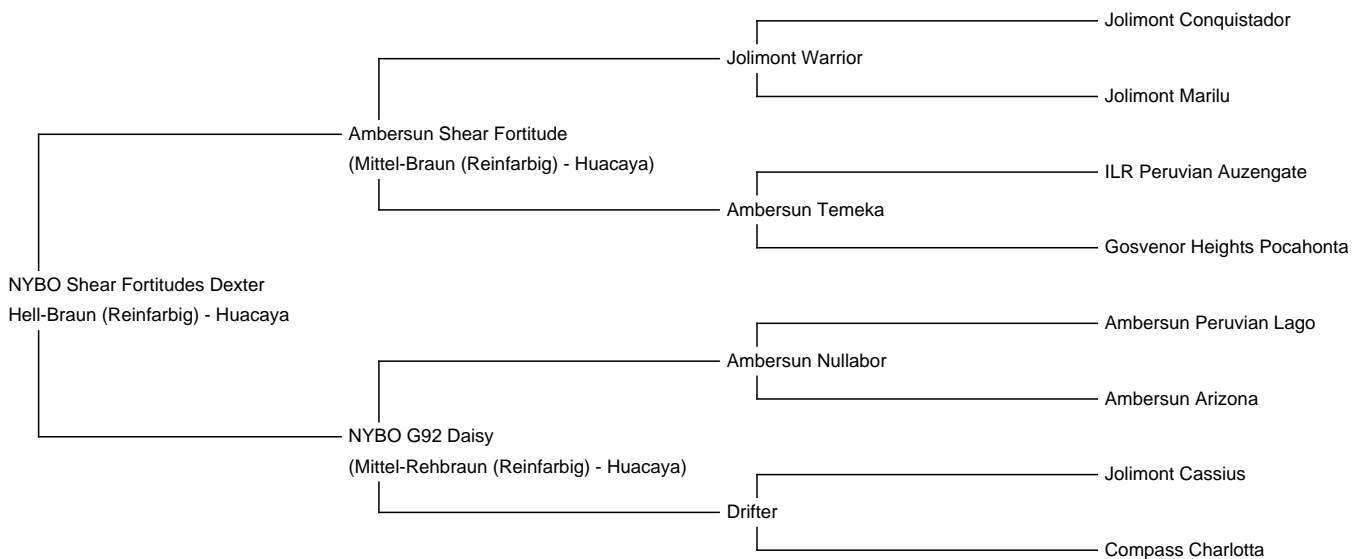 Jolimont Conquistador
Jolimont Warrior
Jolimont Marilu
Ambersun Shear Fortitude
(Mittel-Braun (Reinfarbig) - Huacaya)
ILR Peruvian Auzengate
Ambersun Temeka
Gosvenor Heights Pocahonta
NYBO Shear Fortitudes Dexter
Hell-Braun (Reinfarbig) - Huacaya
Ambersun Peruvian Lago
Ambersun Nullabor
Ambersun Arizona
NYBO G92 Daisy
(Mittel-Rehbraun (Reinfarbig) - Huacaya)
Jolimont Cassius
Drifter
Compass Charlotta